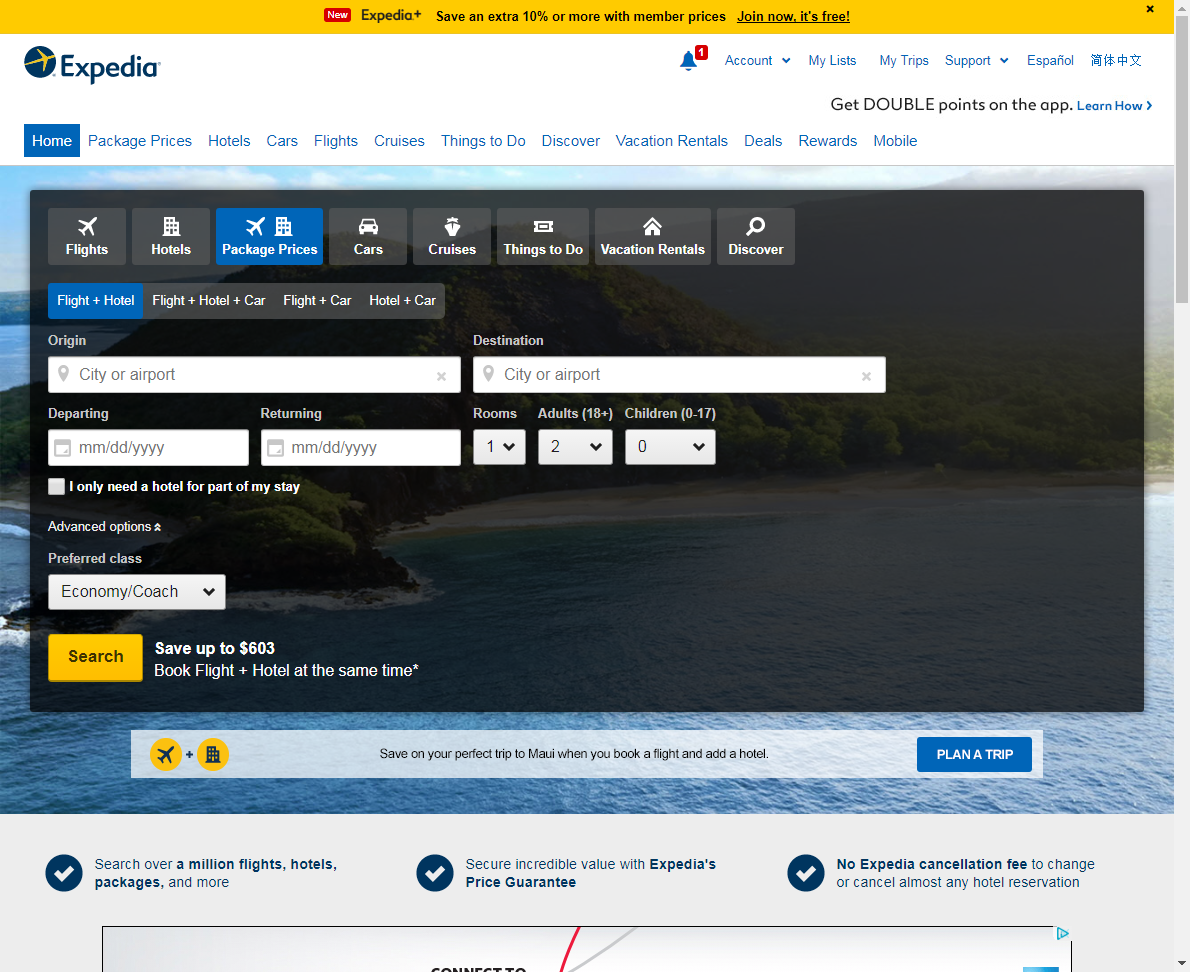 New Expedia+ Save an extra 10% or more with member prices Join now, it's free!
Expedia
1
Account My Lists My Trips Support Español 简体中文
Get DOUBLE points on the app. Learn How
Home Package Prices Hotels Cars Flights Cruises Things to Do Discover Vacation Rentals Deals Rewards Mobile
Flights Hotels Package Prices Cars Cruises Things to Do Vacation Rentals Discover
Flight + Hotel Flight + Hotel + Car Flight + Car Hotel + Car
Origin Destination
City or airport City or airport
Departing Returning Rooms Adults (18+) Children (0-17)
mm/dd/yyyy mm/dd/yyyy 1 2 0
I only need a hotel for part of my stay
Advanced options
Preferred class
Economy/Coach
Search
Save up to $603
Book Flight + Hotel at the same time*
+ Save on your perfect trip to Maui when you book a flight and add a hotel. PLAN A TRIP
Search over a million flights, hotels,
packages, and more
Secure incredible value with Expedia's
Price Guarantee
No Expedia cancellation fee to change
or cancel almost any hotel reservation
CONNECT TO